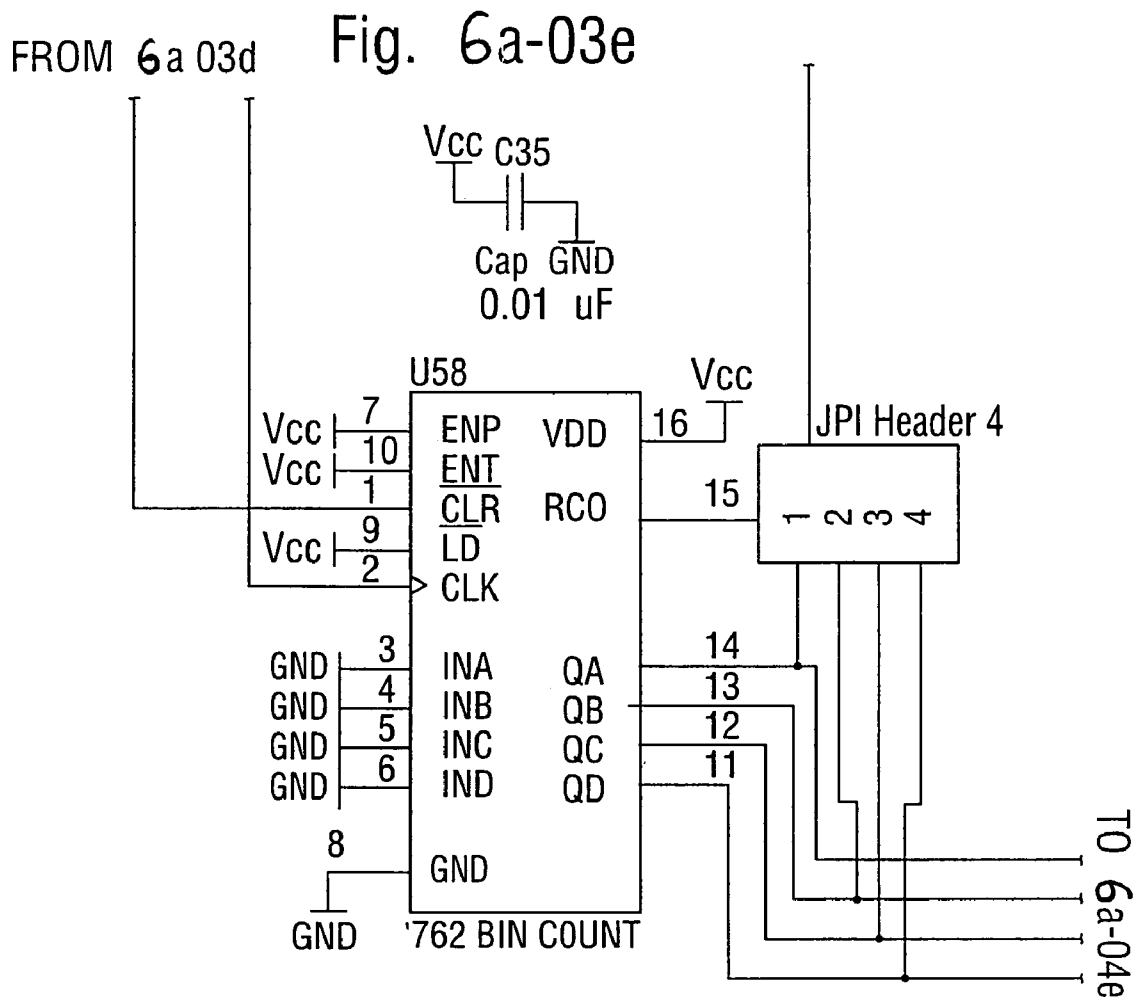 Fig. 6a-03e
FROM 6a 03d
Vcc C35
Cap GND
0.01 uF
U58
Vcc
JPI Header 4
Vcc 7 ENP VDD 16
Vcc 10 ENT
1 CLR RCO 15
1 2 3 4
Vcc 9 LD
2 CLK
GND 3 INA QA 14
GND 4 INB QB 13
GND 5 INC QC 12
GND 6 IND QD 11
8 GND
GND
'762 BIN COUNT
TO 6a-04e